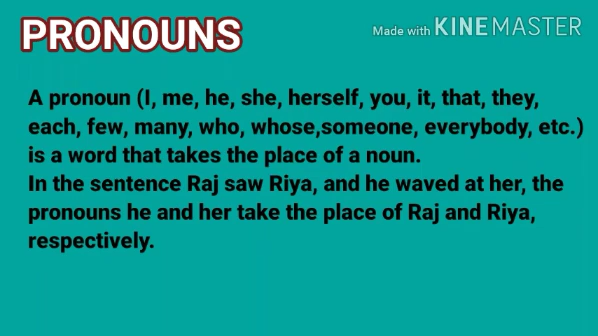 PRONOUNS
Made with KINEMASTER
A pronoun (I, me, he, she, herself, you, it, that, they,
each, few, many, who, whose,someone, everybody, etc.)
is a word that takes the place of a noun.
In the sentence Raj saw Riya, and he waved at her, the
pronouns he and her take the place of Raj and Riya,
respectively.